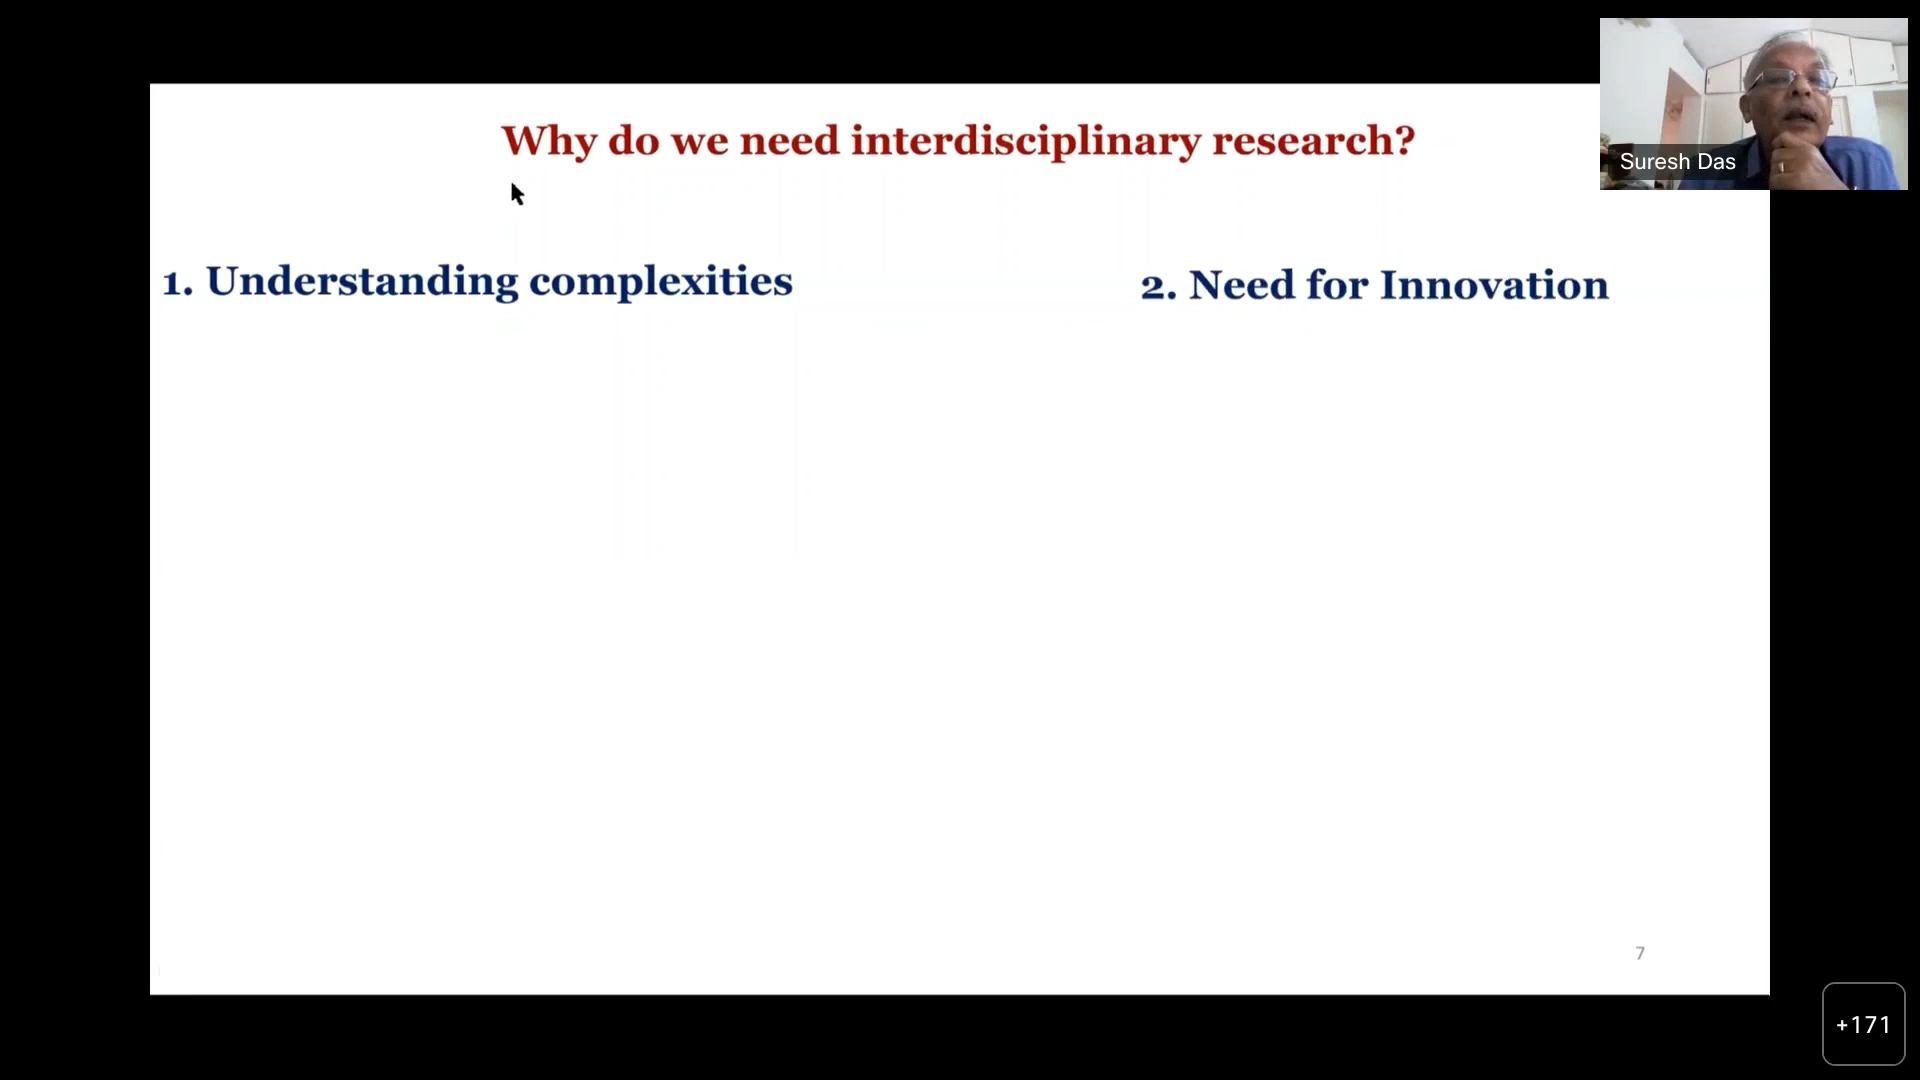 Why do we need interdisciplinary research?
Suresh Das
1. Understanding complexities
2. Need for Innovation
7
+171